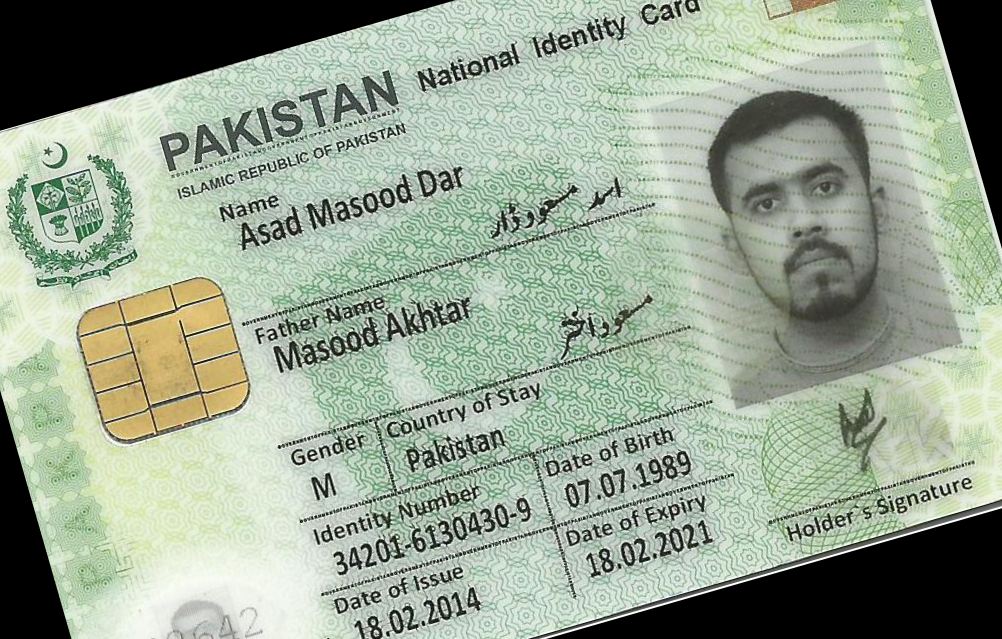 PAKISTAN National Identity Card
ISLAMIC REPUBLIC OF PAKISTAN
Name
Asad Masood Dar
اسد مسعود ڈار
Father Name
Masood Akhtar
مسعود اختر
Gender
M
Country of Stay
Pakistan
Identity Number
34201-6130430-9
Date of Birth
07.07.1989
Date of Issue
18.02.2014
Date of Expiry
18.02.2021
Holder's Signature